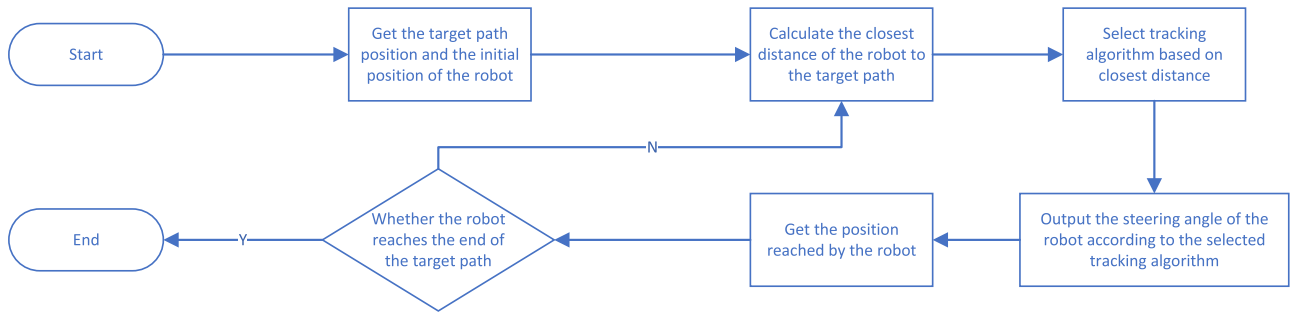 Start
Get the target path
position and the initial
position of the robot
Calculate the closest
distance of the robot to
the target path
Select tracking
algorithm based on
closest distance
N
End
Y
Whether the robot
reaches the end of
the target path
Get the position
reached by the robot
Output the steering angle of the
robot according to the selected
tracking algorithm